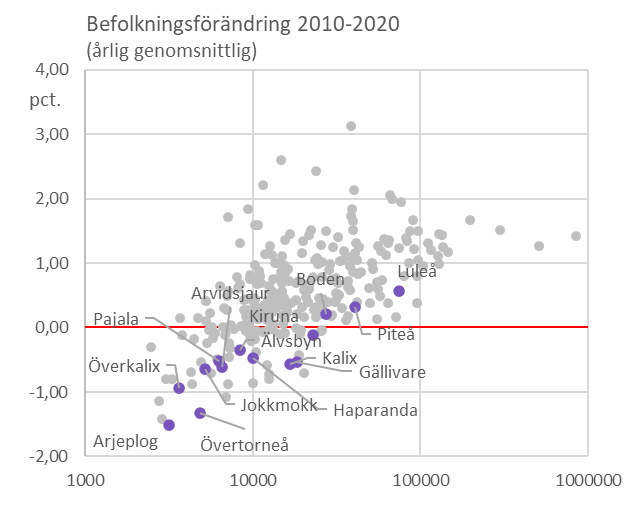 Befolkningsförändring 2010-2020
(årlig genomsnittlig)
4,00
pct.
3,00
2,00
1,00
0,00
-1,00
-2,00
Luleå
Boden
Arvidsjaur
Kiruna
Pajala
Piteå
Älvsbyn
Kalix
Överkalix
Gällivare
Jokkmokk
Haparanda
Arjeplog
Övertorneå
1000
10000
100000
1000000